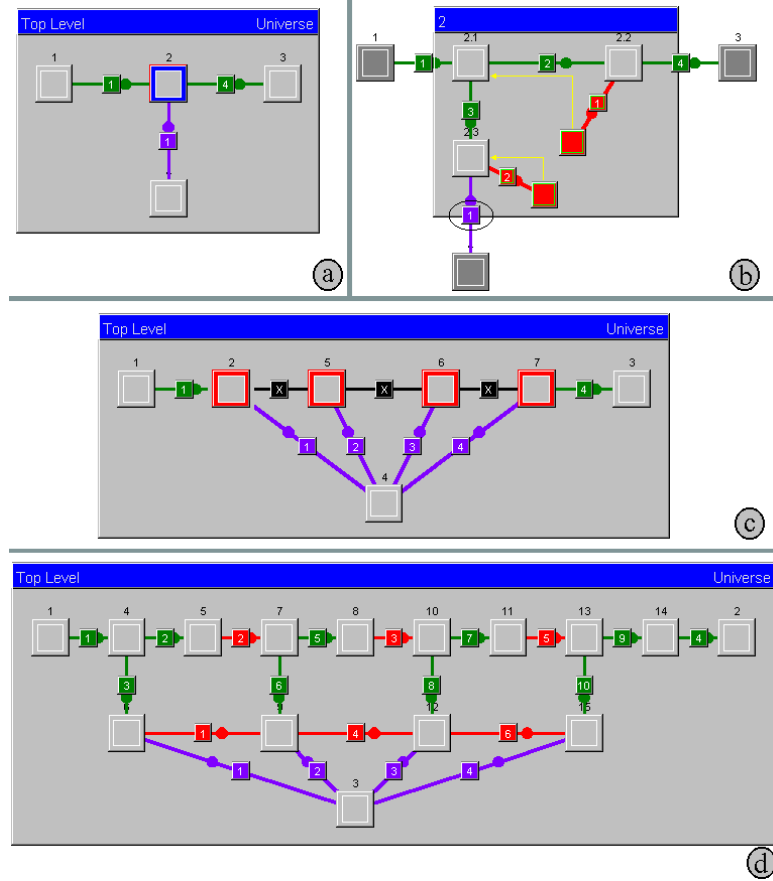 Top Level Universe
1 2 3
1 4
1
a
2
2.1 2.2
1 3
1 2 4
1
3
2.3
2
1
b
Top Level Universe
1 2 5 6 7 3
1 X X X 4
1 2 3 4
4
c
Top Level Universe
1 4 5 7 8 10 11 13 14 2
1 2 2 5 3 7 5 9 4
3 6 8 10
6 9 12 15
1 4 6
1 2 3 4
3
d